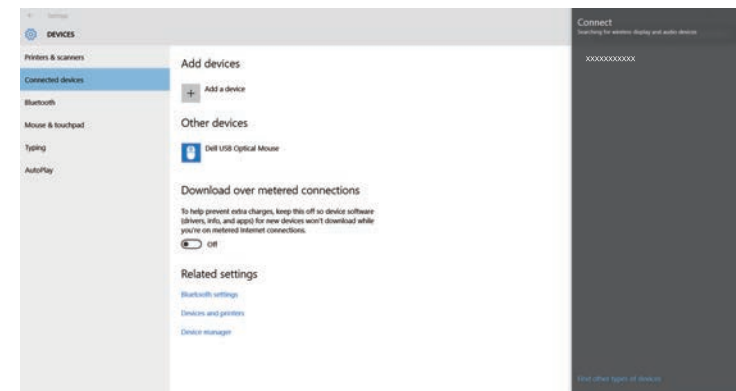 Settings
DEVICES
Printers & scanners
Connected devices
Bluetooth
Mouse & touchpad
Typing
AutoPlay
Add devices
Add a device
Other devices
Dell USB Optical Mouse
Download over metered connections
To help prevent extra charges, keep this off so device software
(drivers, info, and apps) for new devices won't download while
you're on metered Internet connections.
Off
Related settings
Bluetooth settings
Devices and printers
Device manager
Connect
Searching for wireless display and audio devices
xxxxxxxxxxx
Find other types of devices